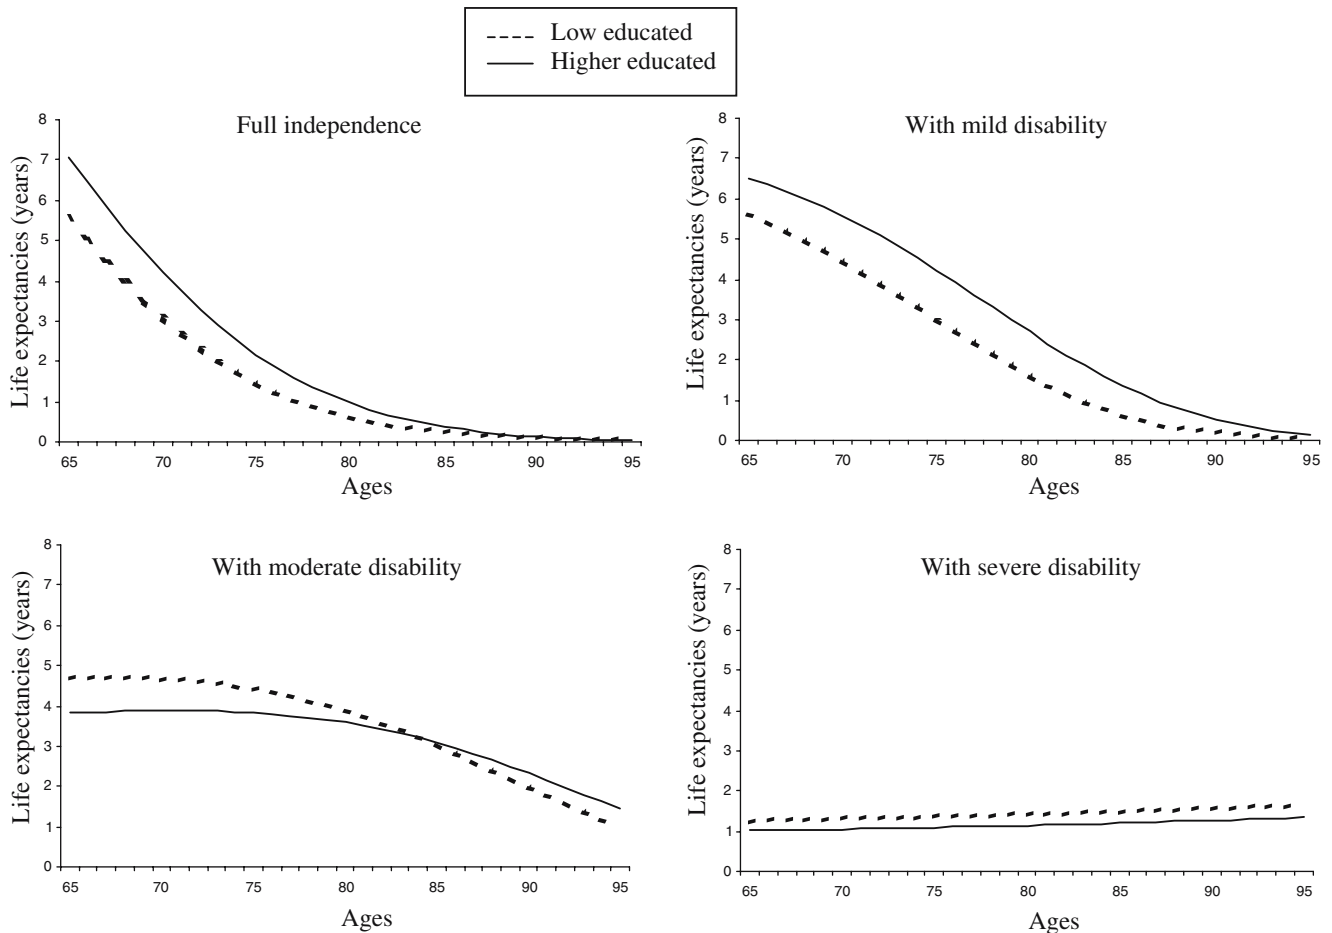 Low educated
Higher educated
Full independence
Life expectancies (years)
8
7
6
5
4
3
2
1
0
65 70 75 80 85 90 95
Ages
With mild disability
Life expectancies (years)
8
7
6
5
4
3
2
1
0
65 70 75 80 85 90 95
Ages
With moderate disability
Life expectancies (years)
8
7
6
5
4
3
2
1
0
65 70 75 80 85 90 95
Ages
With severe disability
Life expectancies (years)
8
7
6
5
4
3
2
1
0
65 70 75 80 85 90 95
Ages